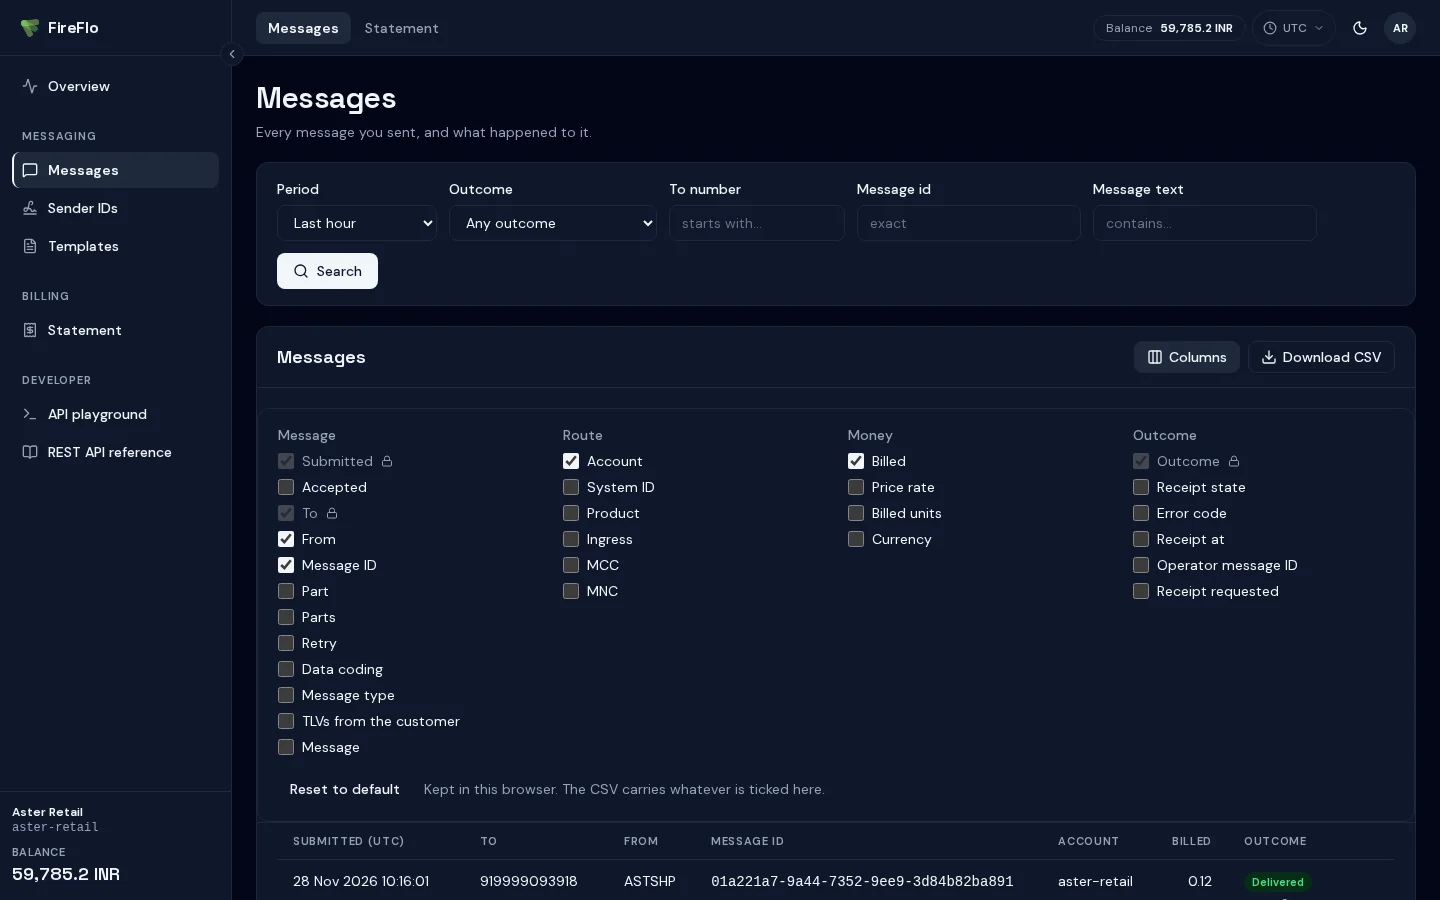 FireFlo
Messages
Statement
Balance 59,785.2 INR
UTC
AR
Overview
MESSAGING
Messages
Sender IDs
Templates
BILLING
Statement
DEVELOPER
API playground
REST API reference
Aster Retail
aster-retail
BALANCE
59,785.2 INR
Messages
Every message you sent, and what happened to it.
Period
Outcome
To number
Message id
Message text
Last hour
Any outcome
starts with...
exact
contains...
Search
Messages
Columns
Download CSV
Message
Submitted
Accepted
To
From
Message ID
Part
Parts
Retry
Data coding
Message type
TLVs from the customer
Message
Route
Account
System ID
Product
Ingress
MCC
MNC
Money
Billed
Price rate
Billed units
Currency
Outcome
Outcome
Receipt state
Error code
Receipt at
Operator message ID
Receipt requested
Reset to default
Kept in this browser. The CSV carries whatever is ticked here.
SUBMITTED (UTC) TO FROM MESSAGE ID ACCOUNT BILLED OUTCOME
28 Nov 2026 10:16:01 919999093918 ASTSHP 01a221a7-9a44-7352-9ee9-3d84b82ba891 aster-retail 0.12 Delivered